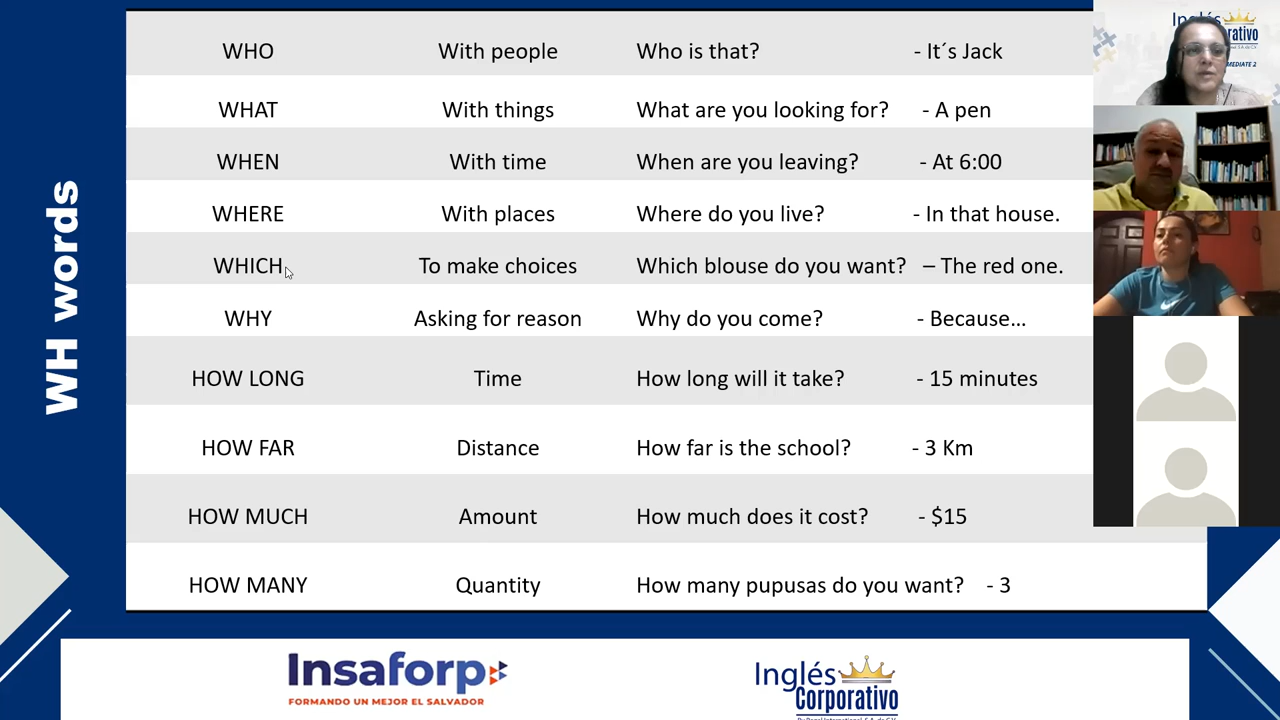 WH words
WHO With people Who is that? - It´s Jack
WHAT With things What are you looking for? - A pen
WHEN With time When are you leaving? - At 6:00
WHERE With places Where do you live? - In that house.
WHICH To make choices Which blouse do you want? – The red one.
WHY Asking for reason Why do you come? - Because...
HOW LONG Time How long will it take? - 15 minutes
HOW FAR Distance How far is the school? - 3 Km
HOW MUCH Amount How much does it cost? - $15
HOW MANY Quantity How many pupusas do you want? - 3
Insaforp
FORMANDO UN MEJOR EL SALVADOR
Inglés
Corporativo